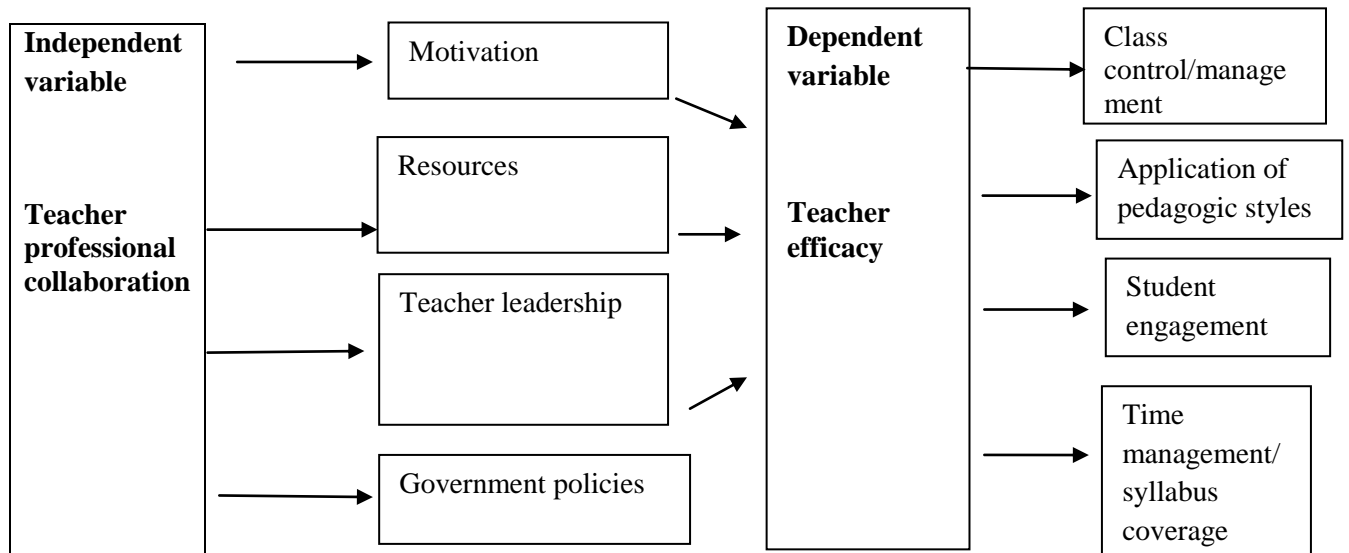 Independent
variable
Teacher
professional
collaboration
Motivation
Resources
Teacher leadership
Government policies
Dependent
variable
Teacher
efficacy
Class
control/manage
ment
Application of
pedagogic styles
Student
engagement
Time
management/
syllabus
coverage